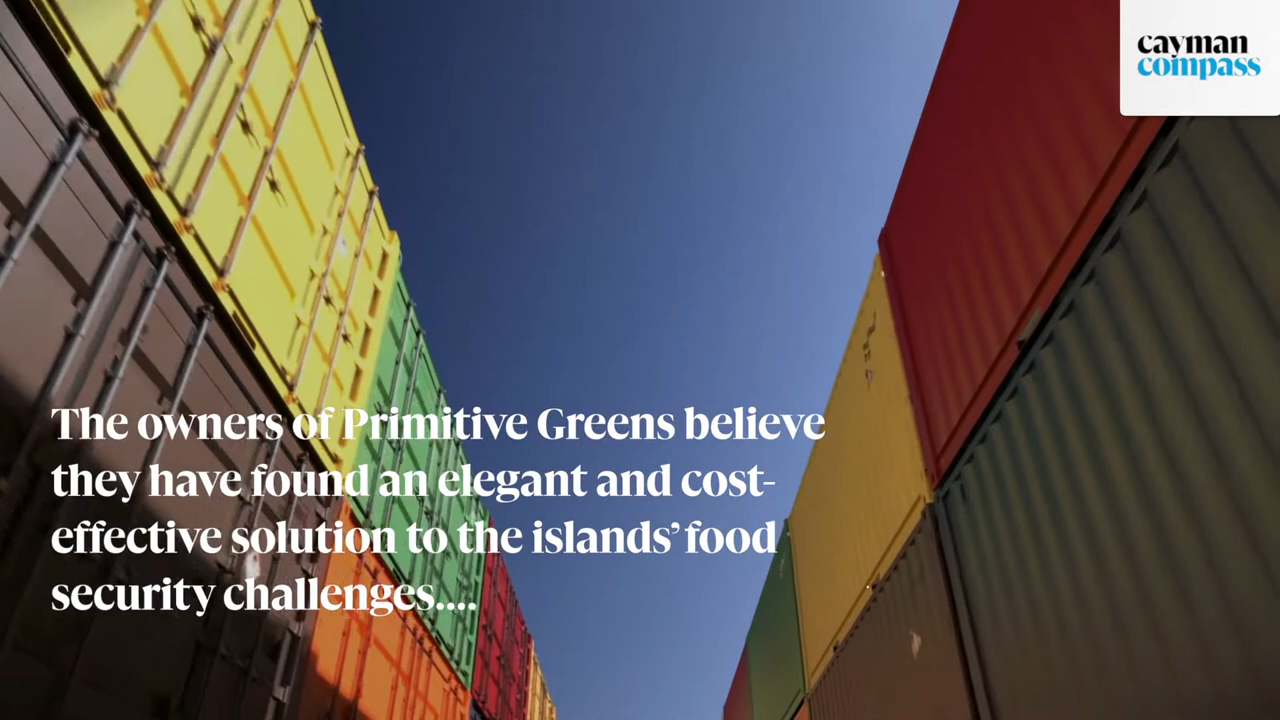 cayman
compass
The owners of Primitive Greens believe
they have found an elegant and cost-
effective solution to the islands’ food
security challenges....